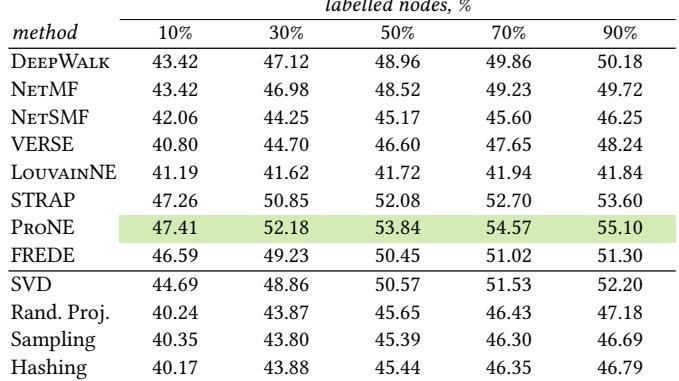 labelled nodes, %
method 10% 30% 50% 70% 90%
DEEPWALK 43.42 47.12 48.96 49.86 50.18
NETMF 43.42 46.98 48.52 49.23 49.72
NETSMF 42.06 44.25 45.17 45.60 46.25
VERSE 40.80 44.70 46.60 47.65 48.24
LOUVAINNE 41.19 41.62 41.72 41.94 41.84
STRAP 47.26 50.85 52.08 52.70 53.60
PRONE 47.41 52.18 53.84 54.57 55.10
FREDE 46.59 49.23 50.45 51.02 51.30
SVD 44.69 48.86 50.57 51.53 52.20
Rand. Proj. 40.24 43.87 45.65 46.43 47.18
Sampling 40.35 43.80 45.39 46.30 46.69
Hashing 40.17 43.88 45.44 46.35 46.79